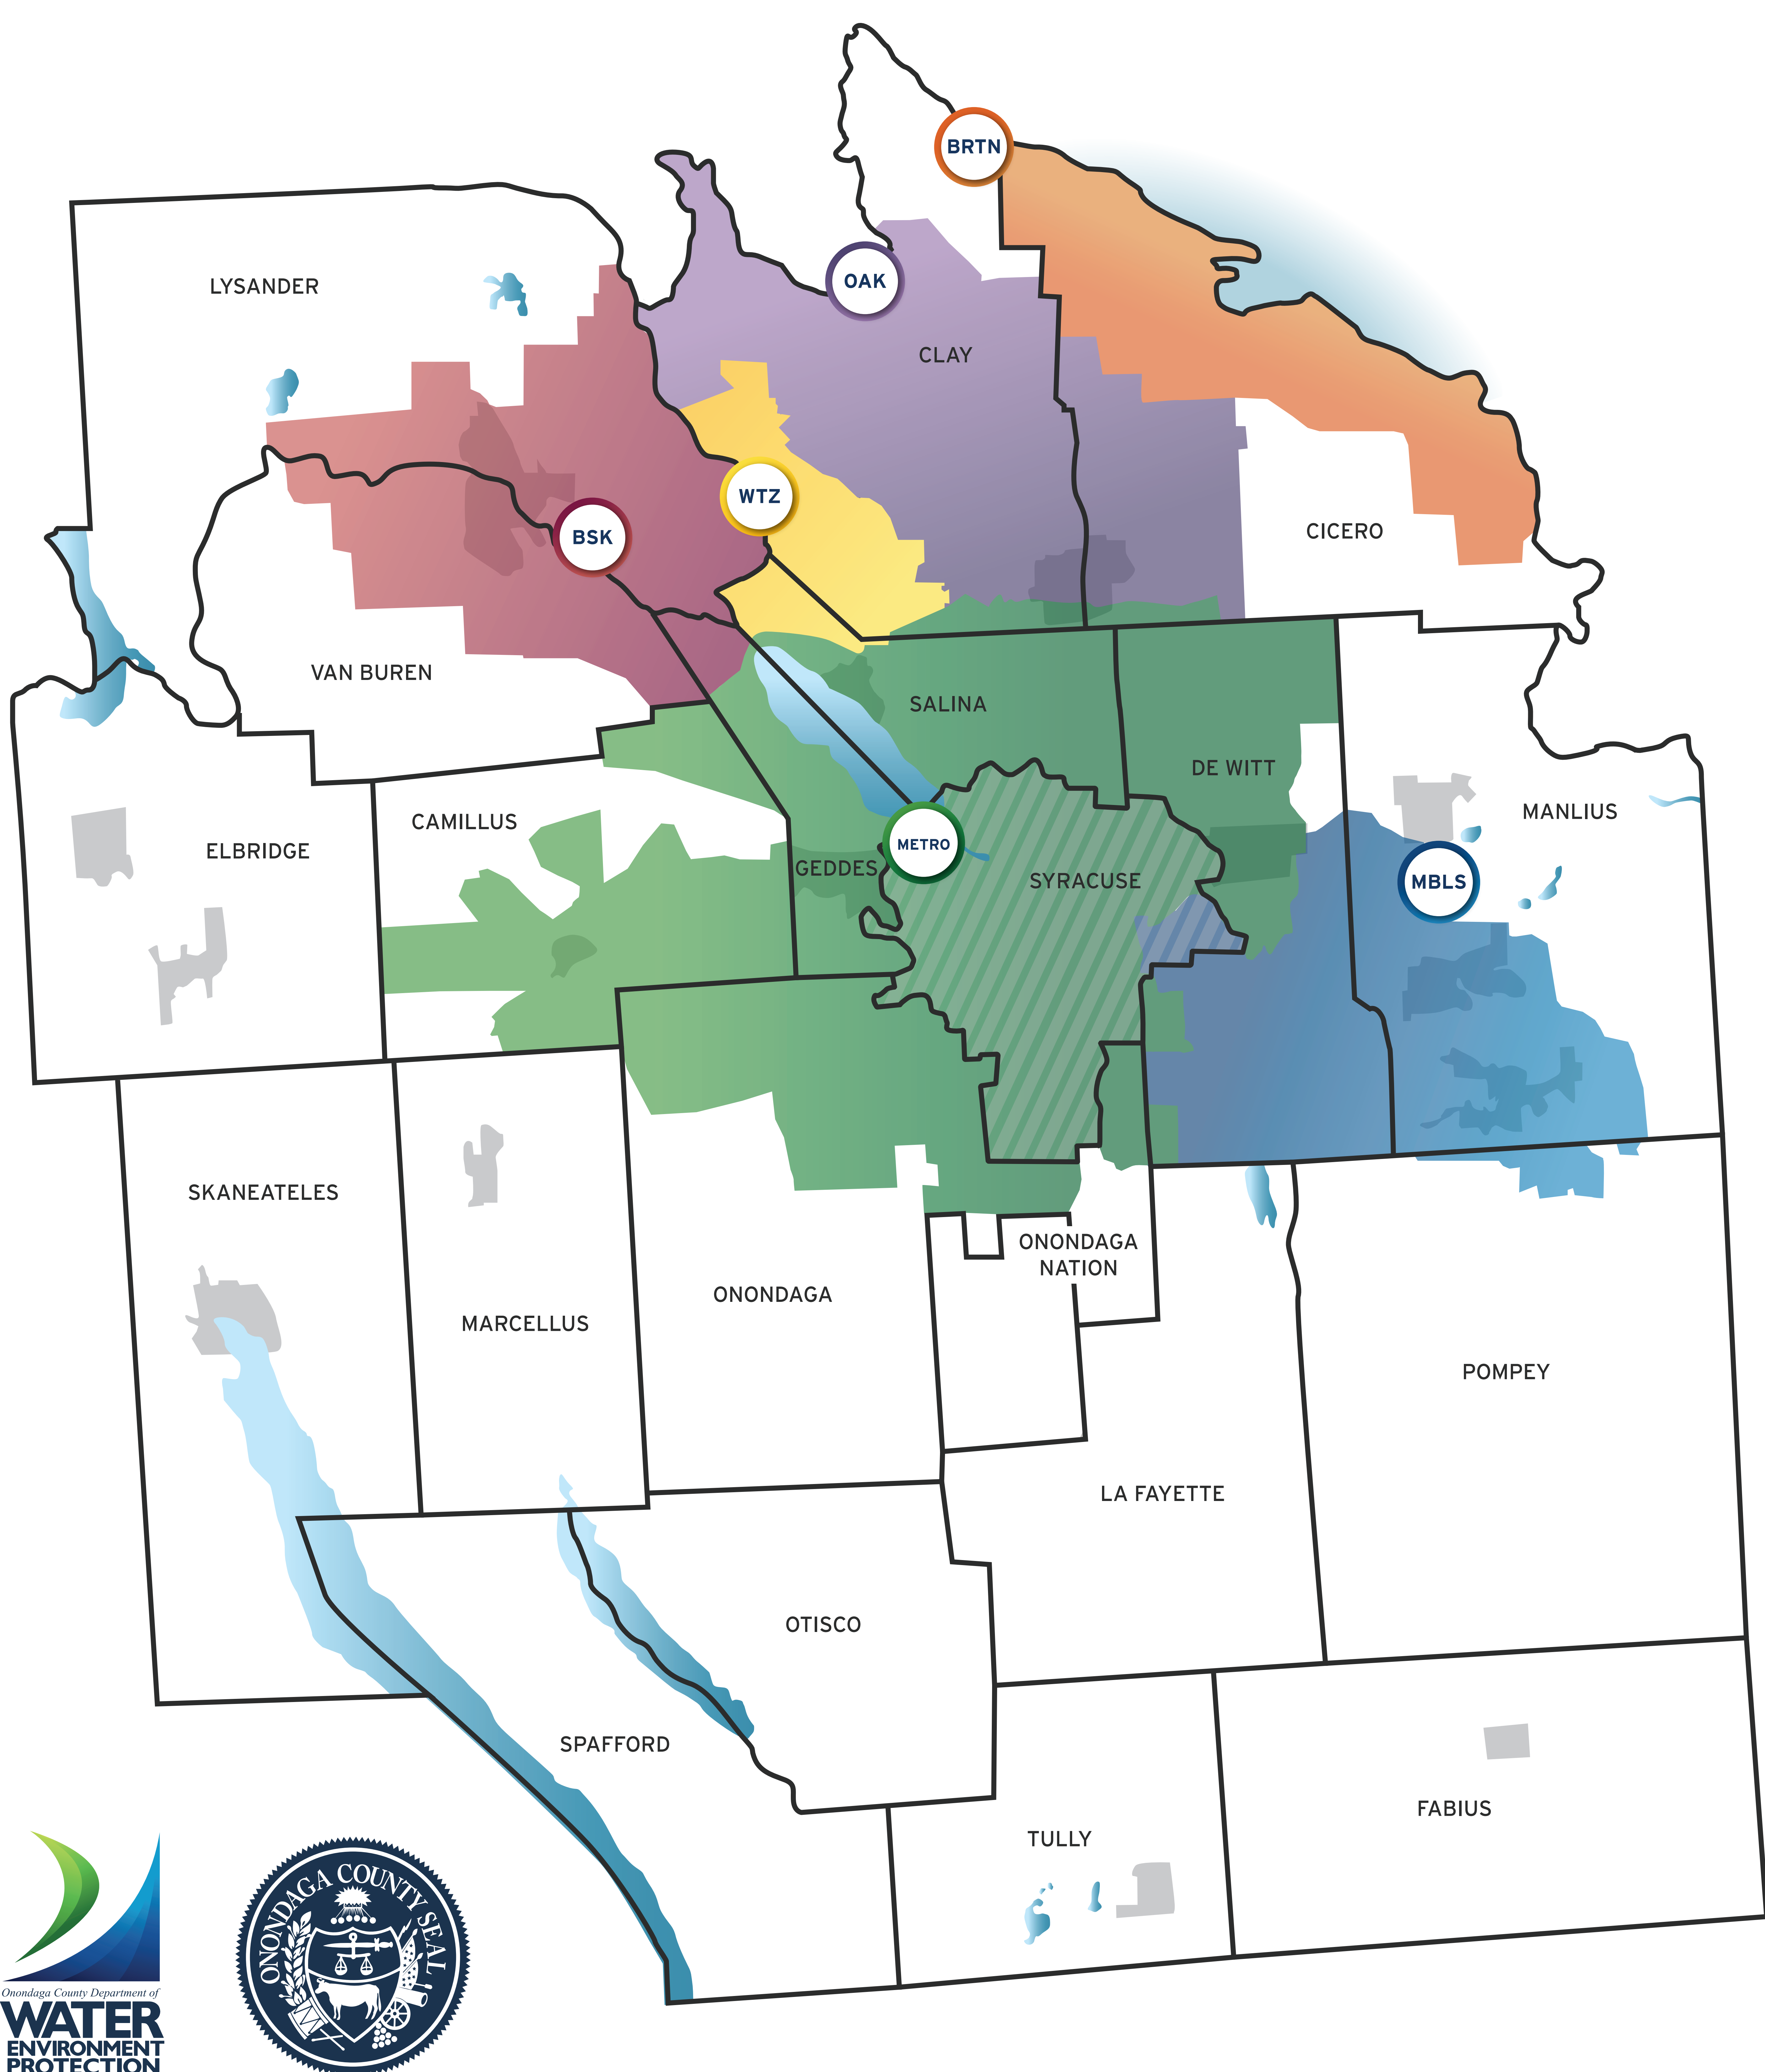 BRTN
OAK
LYSANDER
CLAY
WTZ
BSK
CICERO
VAN BUREN
SALINA
DE WITT
MANLIUS
CAMILLUS
METRO
ELBRIDGE
GEDDES
SYRACUSE
MBLS
SKANEATELES
ONONDAGA
NATION
ONONDAGA
MARCELLUS
POMPEY
LA FAYETTE
OTISCO
SPAFFORD
FABIUS
TULLY
ONONDAGA COUNTY SEAL
Onondaga County Department of
WATER
ENVIRONMENT
PROTECTION